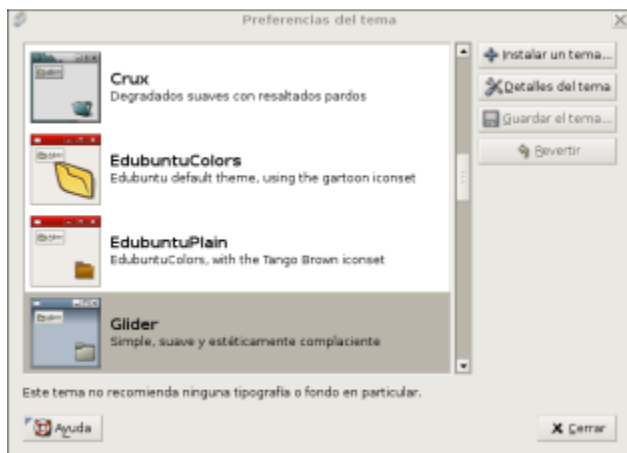 Preferencias del tema
Crux
Degradados suaves con resaltados pardos
EdubuntuColors
Edubuntu default theme, using the gartoon iconset
EdubuntuPlain
EdubuntuColors, with the Tango Brown iconset
Glider
Simple, suave y estéticamente complaciente
Instalar un tema...
Detalles del tema
Guardar el tema...
Revertir
Este tema no recomienda ninguna tipografía o fondo en particular.
Ayuda
Cerrar